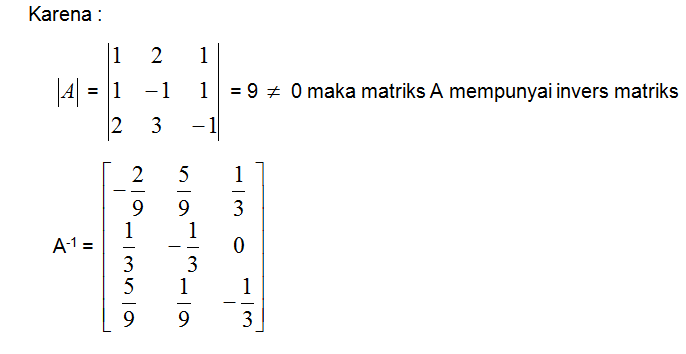 Karena :
|A| = |1 2 1| = 9 ≠ 0 maka matriks A mempunyai invers matriks
|1 −1 1|
|2 3 −1|
A⁻¹ = [−2/9 5/9 1/3]
[1/3 −1/3 0]
[5/9 1/9 −1/3]